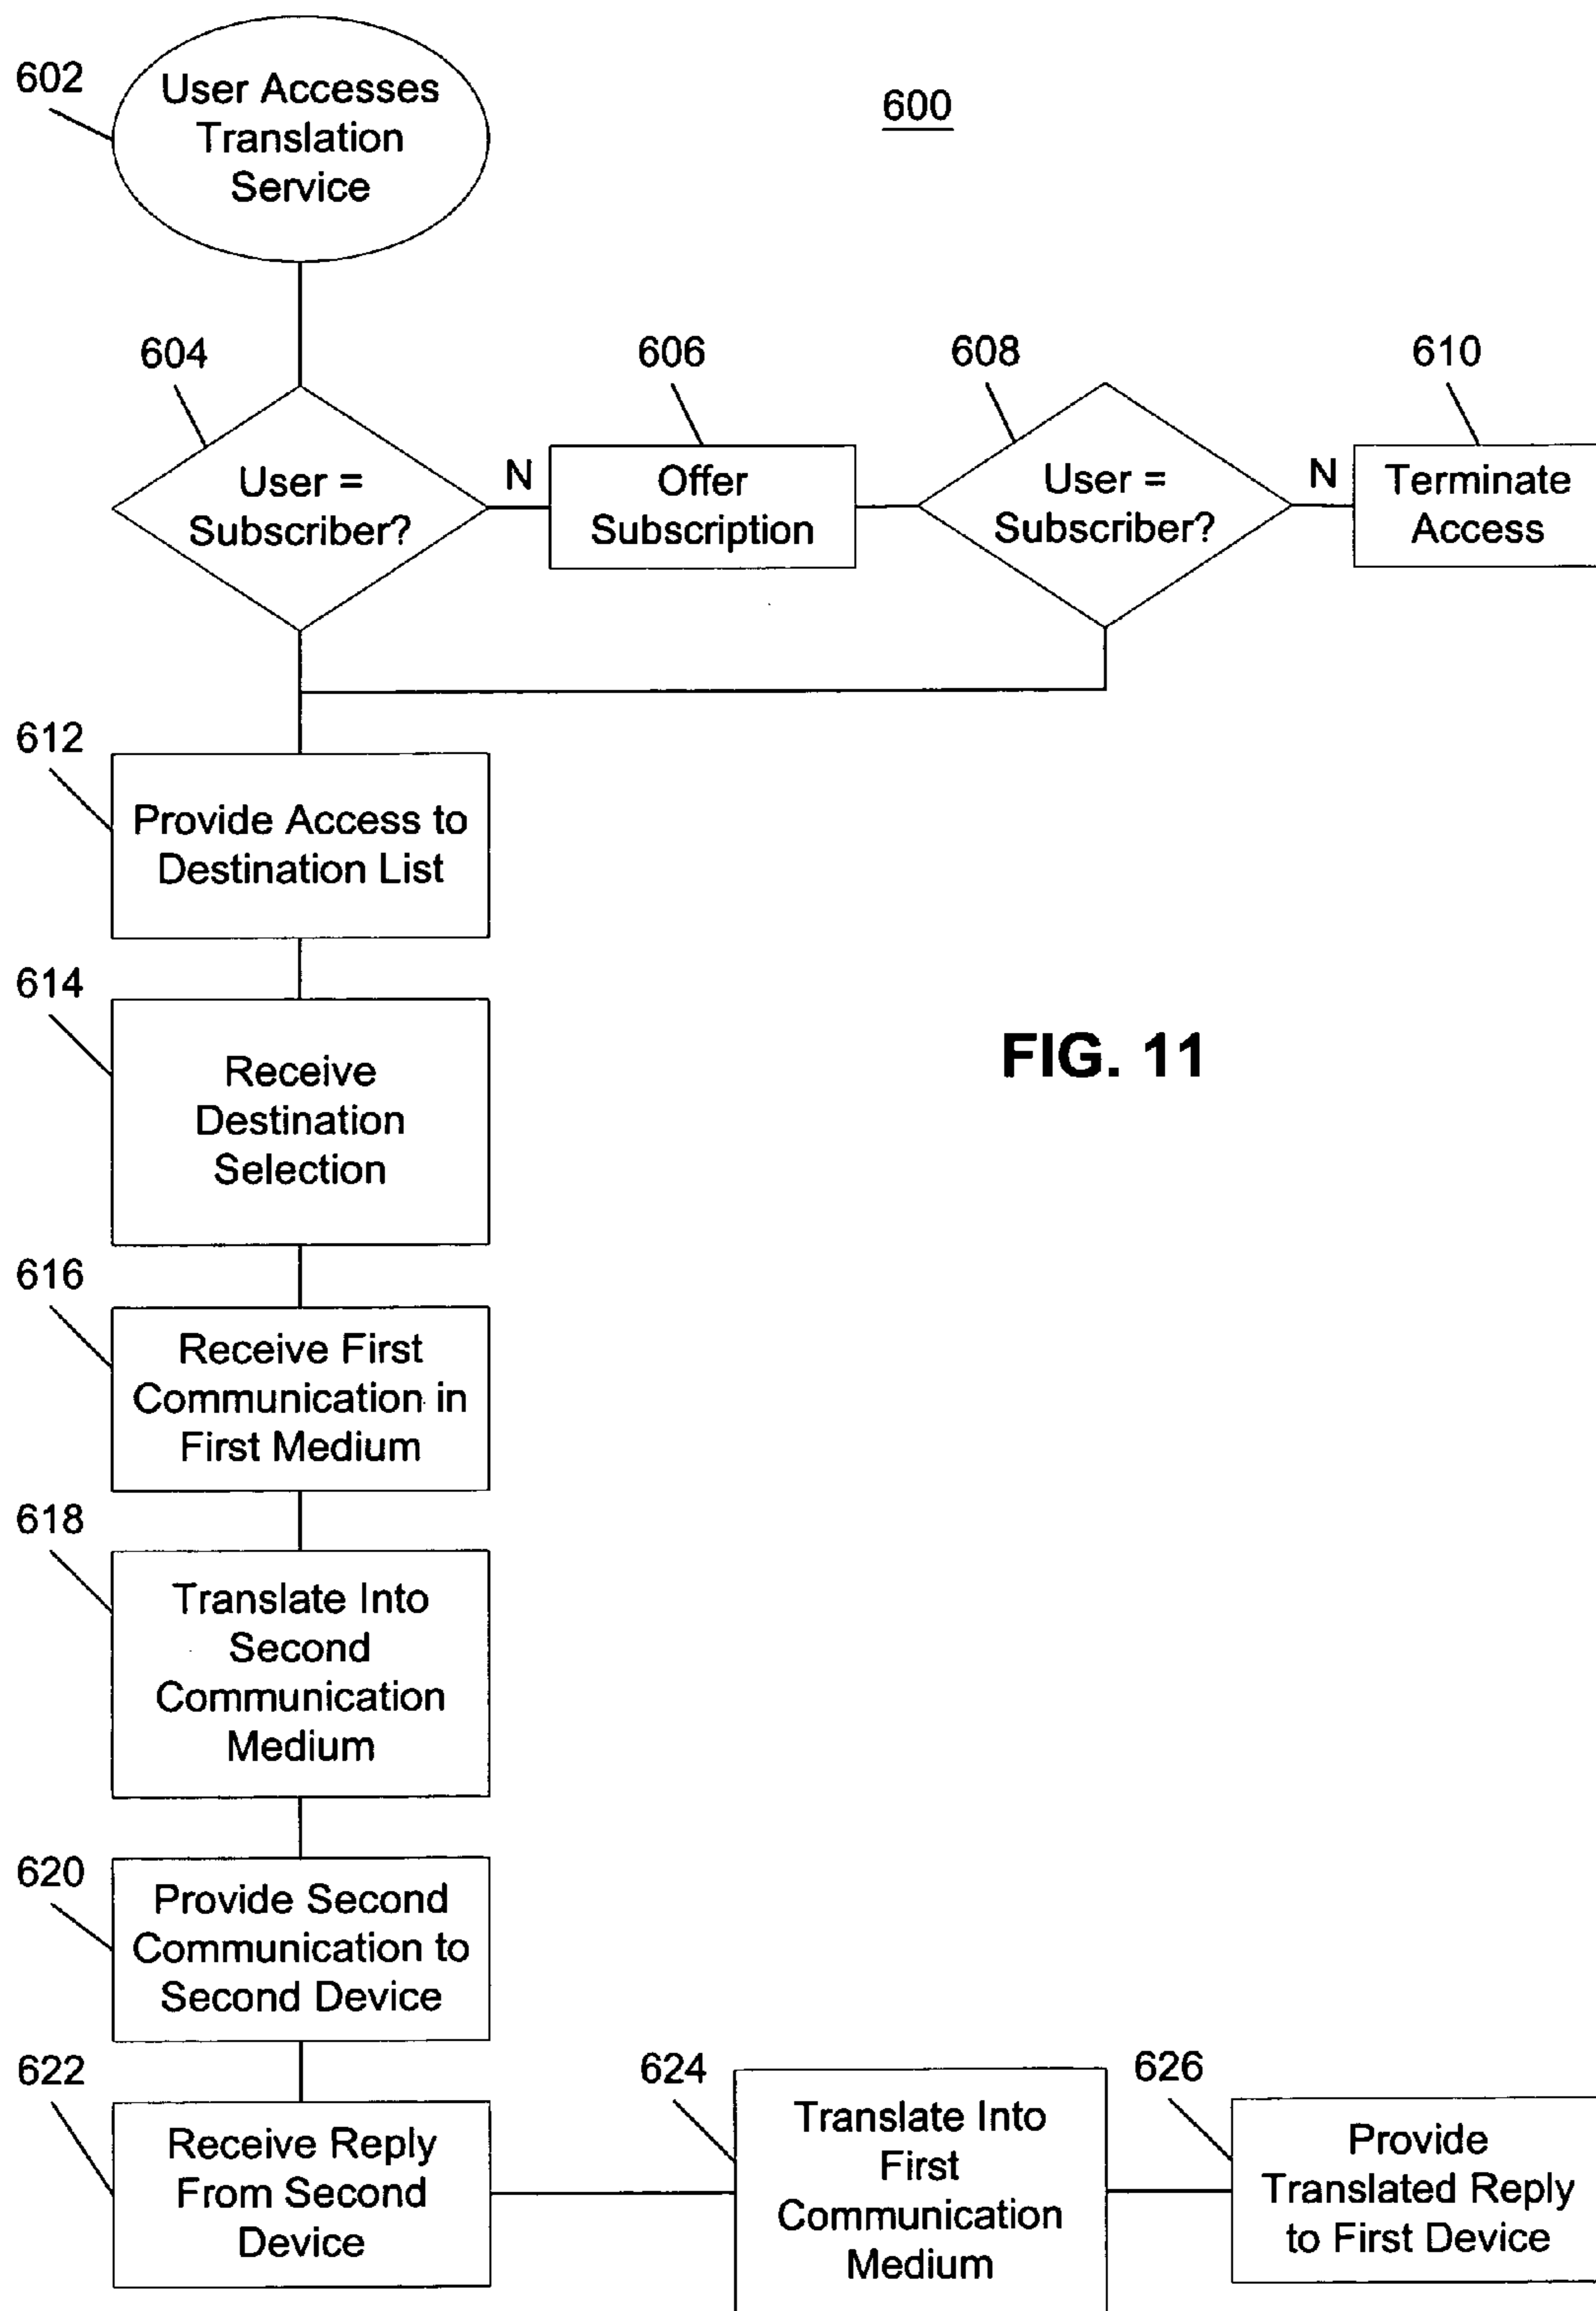 602
User Accesses
Translation
Service
600
604
User =
Subscriber?
N
606
Offer
Subscription
608
User =
Subscriber?
N
610
Terminate
Access
612
Provide Access to
Destination List
614
Receive
Destination
Selection
FIG. 11
616
Receive First
Communication in
First Medium
618
Translate Into
Second
Communication
Medium
620
Provide Second
Communication to
Second Device
622
Receive Reply
From Second
Device
624
Translate Into
First
Communication
Medium
626
Provide
Translated Reply
to First Device